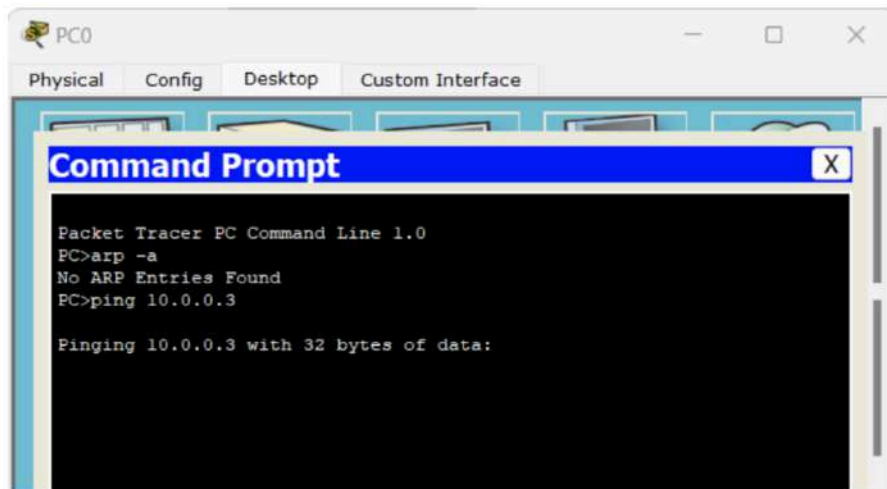 PC0
Physical Config Desktop Custom Interface
Command Prompt X
Packet Tracer PC Command Line 1.0
PC>arp -a
No ARP Entries Found
PC>ping 10.0.0.3
Pinging 10.0.0.3 with 32 bytes of data: